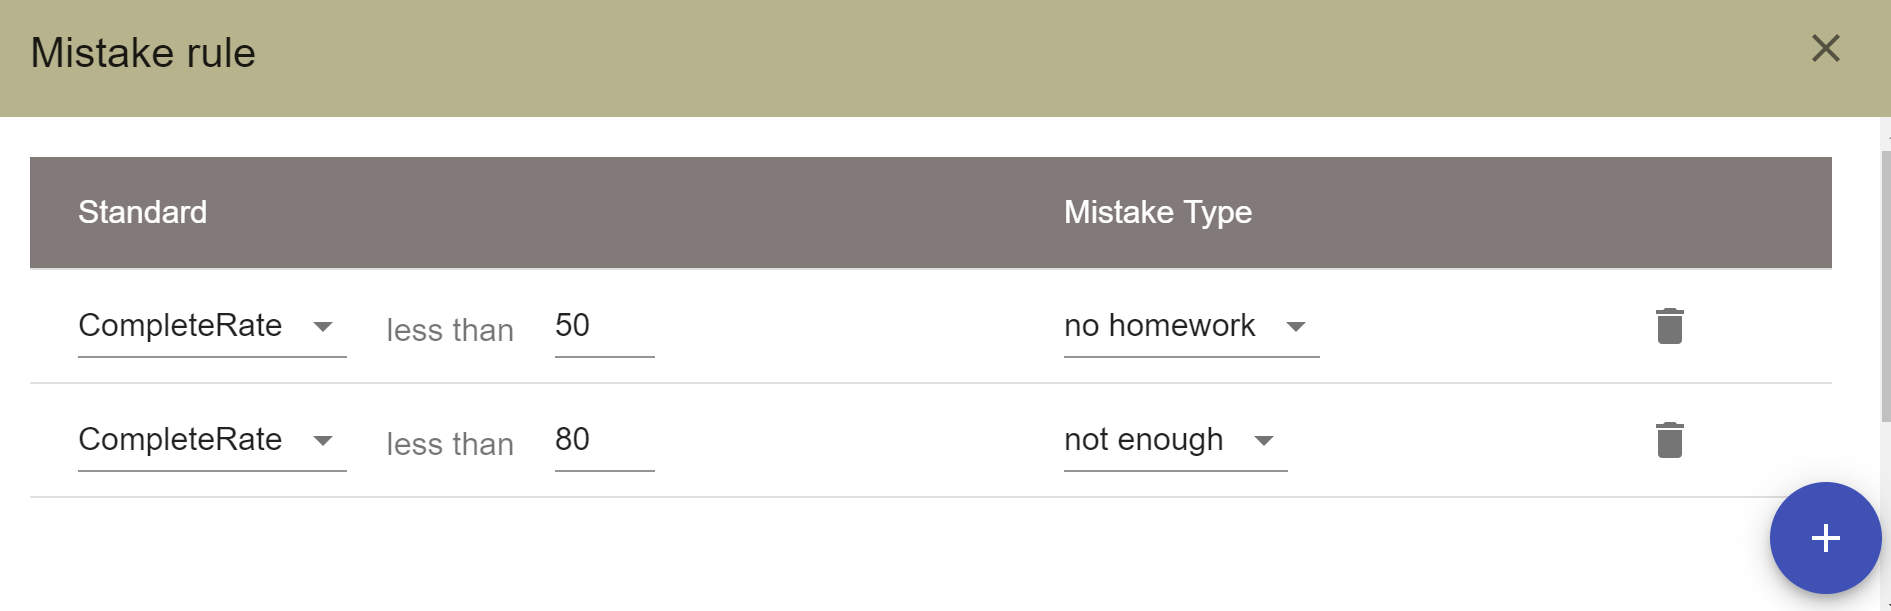 Mistake rule
Standard Mistake Type
CompleteRate less than 50 no homework
CompleteRate less than 80 not enough